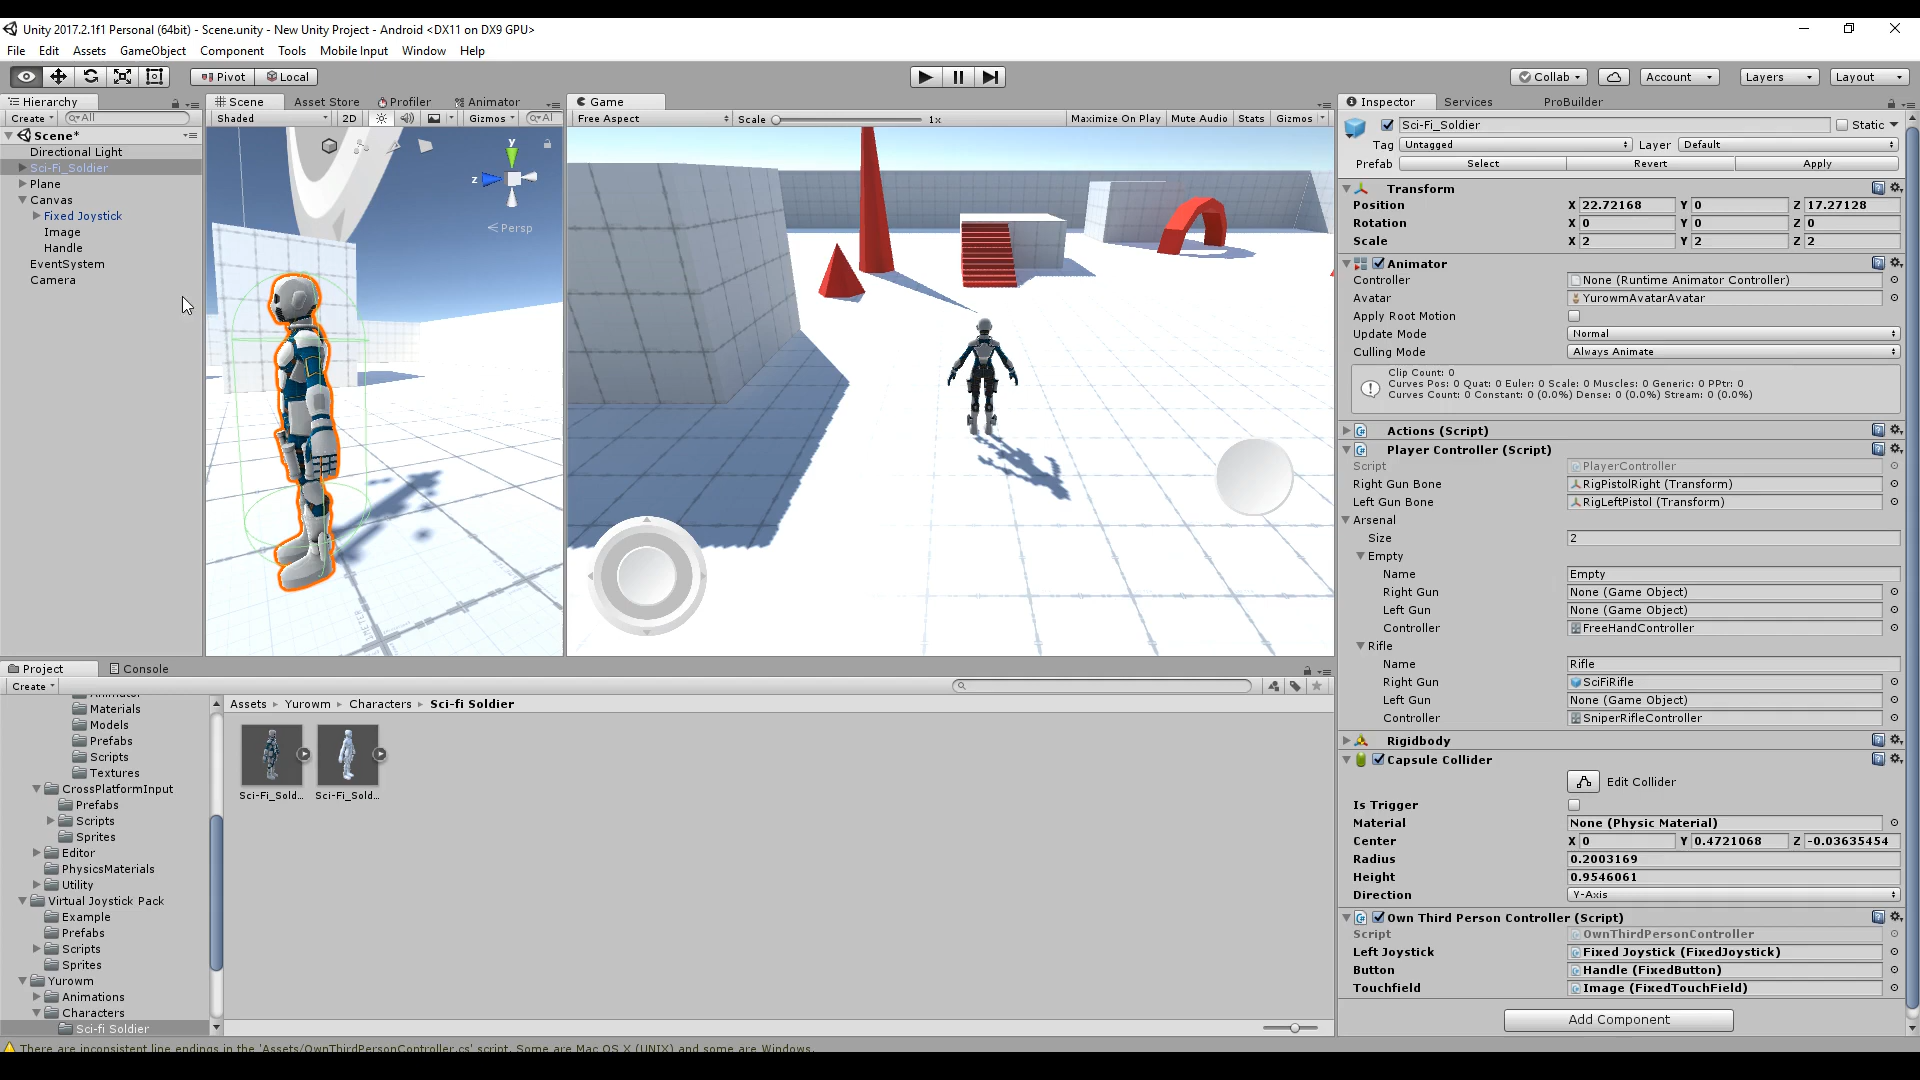 Unity 2017.2.1f1 Personal (64bit) - Scene.unity - New Unity Project - Android <DX11 on DX9 GPU>
File Edit Assets GameObject Component Tools Mobile Input Window Help
Pivot Local Collab Account Layers Layout
Hierarchy
Create All
Scene*
Directional Light
Sci-Fi_Soldier
Plane
Canvas
Fixed Joystick
Image
Handle
EventSystem
Camera
Scene Asset Store Profiler Animator
Shaded 2D Gizmos Al
y
z
Persp
Game
Free Aspect Scale 1x Maximize On Play Mute Audio Stats Gizmos
Inspector Services ProBuilder
Sci-Fi_Soldier Static
Tag Untagged Layer Default
Prefab Select Revert Apply
Transform
Position X 22.72168 Y 0 Z 17.27128
Rotation X 0 Y 0 Z 0
Scale X 2 Y 2 Z 2
Animator
Controller None (Runtime Animator Controller)
Avatar YurowmAvatarAvatar
Apply Root Motion
Update Mode Normal
Culling Mode Always Animate
Clip Count: 0
Curves Pos: 0 Quat: 0 Euler: 0 Scale: 0 Muscles: 0 Generic: 0 PPtr: 0
Curves Count: 0 Constant: 0 (0.0%) Dense: 0 (0.0%) Stream: 0 (0.0%)
Actions (Script)
Player Controller (Script)
Script PlayerController
Right Gun Bone RigPistolRight (Transform)
Left Gun Bone RigLeftPistol (Transform)
Arsenal
Size 2
Empty
Name Empty
Right Gun None (Game Object)
Left Gun None (Game Object)
Controller FreeHandController
Rifle
Name Rifle
Right Gun SciFiRifle
Left Gun None (Game Object)
Controller SniperRifleController
Rigidbody
Capsule Collider
Edit Collider
Is Trigger
Material None (Physic Material)
Center X 0 Y 0.4721068 Z -0.03635454
Radius 0.2003169
Height 0.9546061
Direction Y-Axis
Own Third Person Controller (Script)
Script OwnThirdPersonController
Left Joystick Fixed Joystick (FixedJoystick)
Button Handle (FixedButton)
Touchfield Image (FixedTouchField)
Add Component
Project Console
Create
Animator
Materials
Models
Prefabs
Scripts
Textures
CrossPlatformInput
Prefabs
Scripts
Sprites
Editor
PhysicsMaterials
Utility
Virtual Joystick Pack
Example
Prefabs
Scripts
Sprites
Yurowm
Animations
Characters
Sci-fi Soldier
Assets Yurowm Characters Sci-fi Soldier
Sci-Fi_Sold... Sci-Fi_Sold...
There are inconsistent line endings in the 'Assets/OwnThirdPersonController.cs' script. Some are Mac OS X (UNIX) and some are Windows.